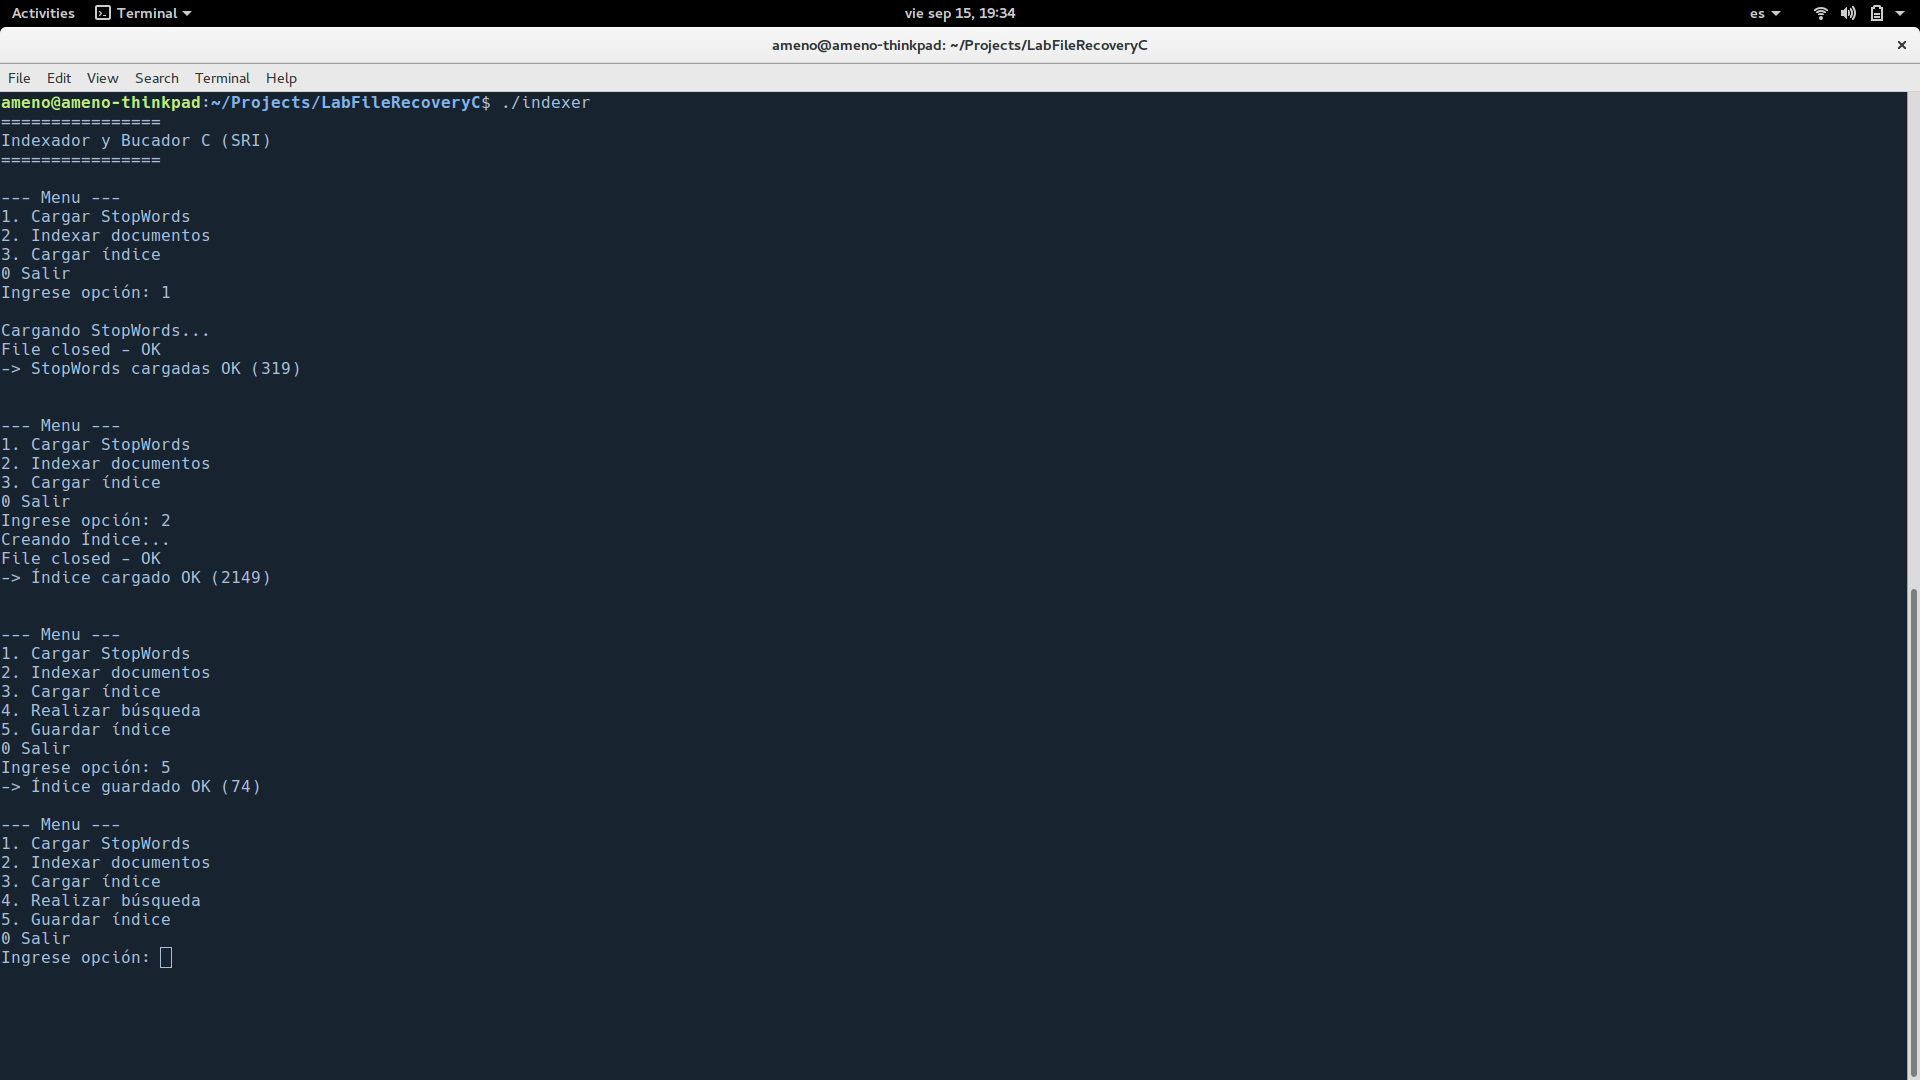 Activities Terminal vie sep 15, 19:34 es
ameno@ameno-thinkpad: ~/Projects/LabFileRecoveryC ×
File Edit View Search Terminal Help
ameno@ameno-thinkpad:~/Projects/LabFileRecoveryC$ ./indexer
================
Indexador y Bucador C (SRI)
================
--- Menu ---
1. Cargar StopWords
2. Indexar documentos
3. Cargar índice
0 Salir
Ingrese opción: 1
Cargando StopWords...
File closed - OK
-> StopWords cargadas OK (319)
--- Menu ---
1. Cargar StopWords
2. Indexar documentos
3. Cargar índice
0 Salir
Ingrese opción: 2
Creando Índice...
File closed - OK
-> Índice cargado OK (2149)
--- Menu ---
1. Cargar StopWords
2. Indexar documentos
3. Cargar índice
4. Realizar búsqueda
5. Guardar índice
0 Salir
Ingrese opción: 5
-> Índice guardado OK (74)
--- Menu ---
1. Cargar StopWords
2. Indexar documentos
3. Cargar índice
4. Realizar búsqueda
5. Guardar índice
0 Salir
Ingrese opción: